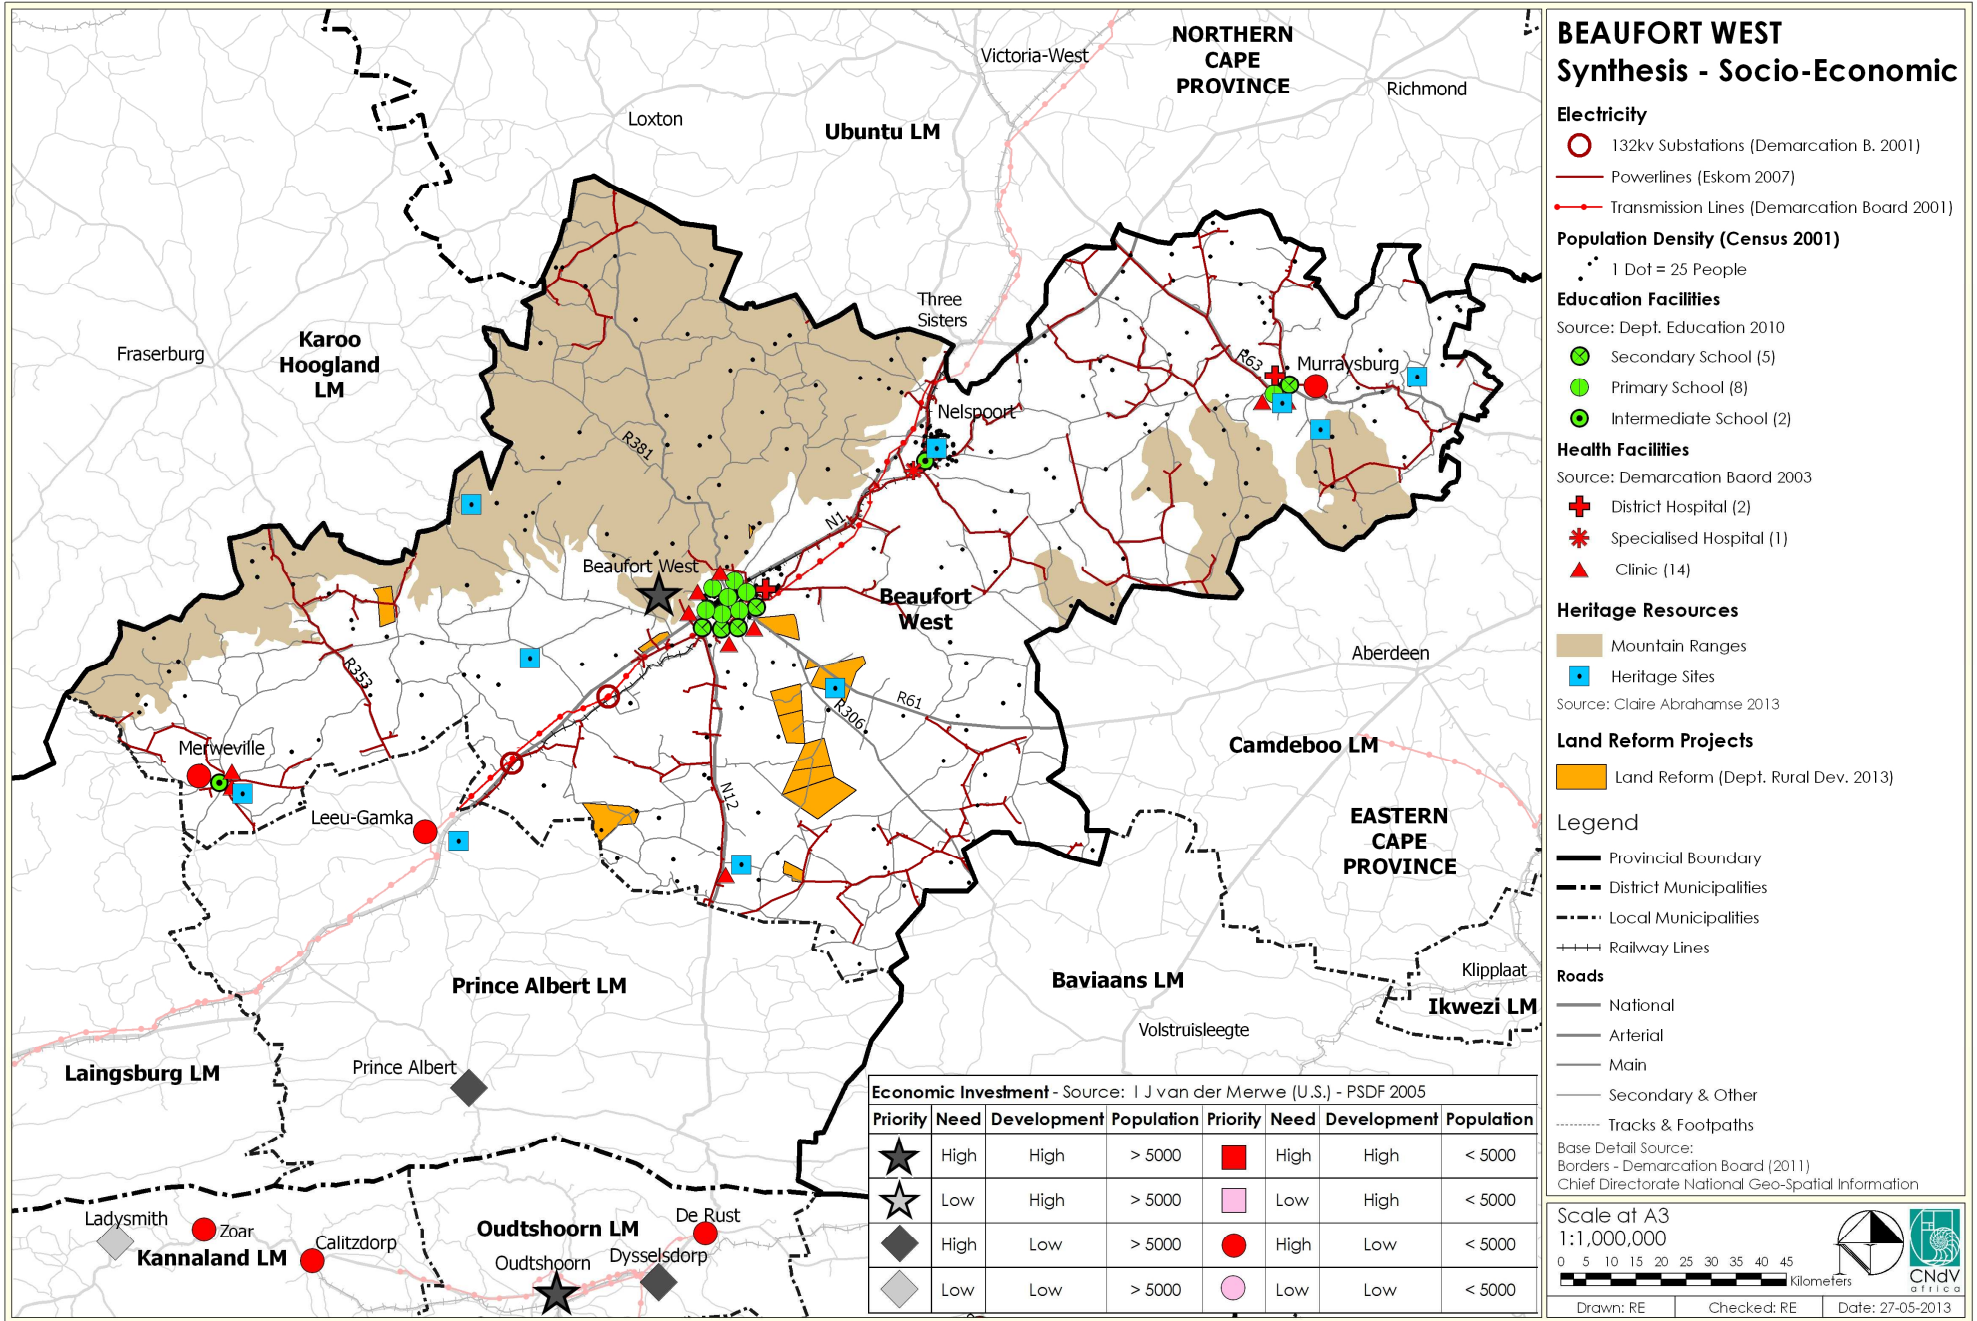 NORTHERN
CAPE
PROVINCE
Victoria-West
Richmond
Loxton
Ubuntu LM
Three
Sisters
Karoo
Hoogland
LM
Fraserburg
R63
Murraysburg
Nelspoort
R381
N1
Beaufort West
Beaufort
West
Aberdeen
R353
R61
R306
Merweville
Camdeboo LM
N12
Leeu-Gamka
EASTERN
CAPE
PROVINCE
Prince Albert LM
Baviaans LM
Klipplaat
Ikwezi LM
Volstruisleegte
Laingsburg LM
Prince Albert
Ladysmith
Zoar
Kannaland LM
Calitzdorp
Oudtshoorn LM
Oudtshoorn
De Rust
Dysselsdorp
Economic Investment - Source: I J van der Merwe (U.S.) - PSDF 2005
Priority Need Development Population Priority Need Development Population
High High > 5000 High High < 5000
Low High > 5000 Low High < 5000
High Low > 5000 High Low < 5000
Low Low > 5000 Low Low < 5000
BEAUFORT WEST
Synthesis - Socio-Economic
Electricity
132kv Substations (Demarcation B. 2001)
Powerlines (Eskom 2007)
Transmission Lines (Demarcation Board 2001)
Population Density (Census 2001)
1 Dot = 25 People
Education Facilities
Source: Dept. Education 2010
Secondary School (5)
Primary School (8)
Intermediate School (2)
Health Facilities
Source: Demarcation Baord 2003
District Hospital (2)
Specialised Hospital (1)
Clinic (14)
Heritage Resources
Mountain Ranges
Heritage Sites
Source: Claire Abrahamse 2013
Land Reform Projects
Land Reform (Dept. Rural Dev. 2013)
Legend
Provincial Boundary
District Municipalities
Local Municipalities
Railway Lines
Roads
National
Arterial
Main
Secondary & Other
Tracks & Footpaths
Base Detail Source:
Borders - Demarcation Board (2011)
Chief Directorate National Geo-Spatial Information
Scale at A3
1:1,000,000
0 5 10 15 20 25 30 35 40 45
Kilometers
CNdV
africa
Drawn: RE
Checked: RE
Date: 27-05-2013